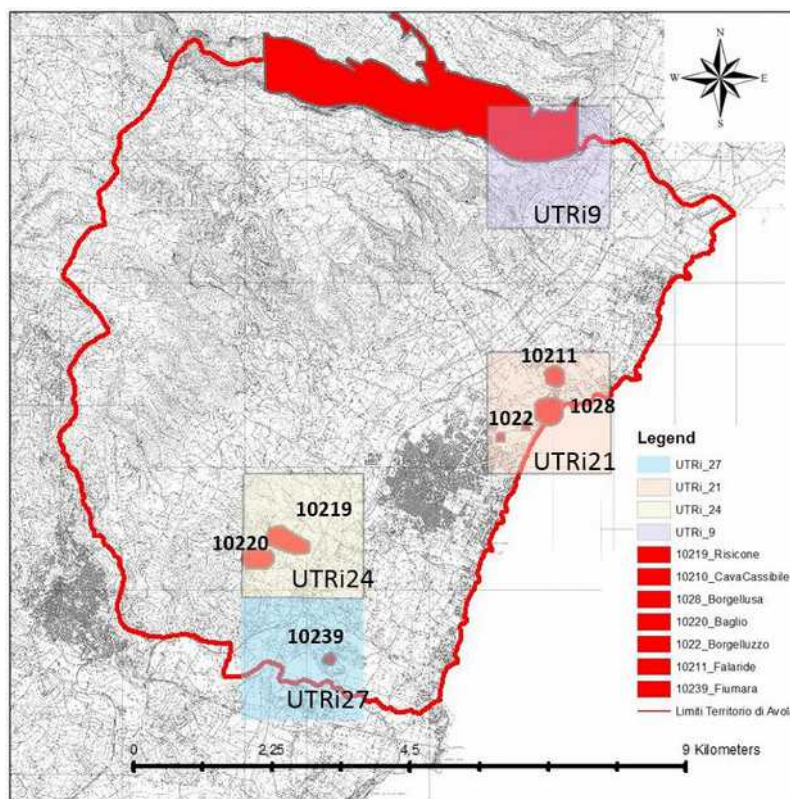 N
W E
S
UTRi9
10211
1022
1028
UTRi21
10219
10220
UTRi24
10239
UTRi27
Legend
UTRi_27
UTRi_21
UTRi_24
UTRi_9
10219_Risicone
10210_CavaCassibile
1028_Borgellusa
10220_Baglio
1022_Borgelluzzo
10211_Falaride
10239_Fiumara
Limiti Territorio di Avola
0 2,25 4,5 9 Kilometers